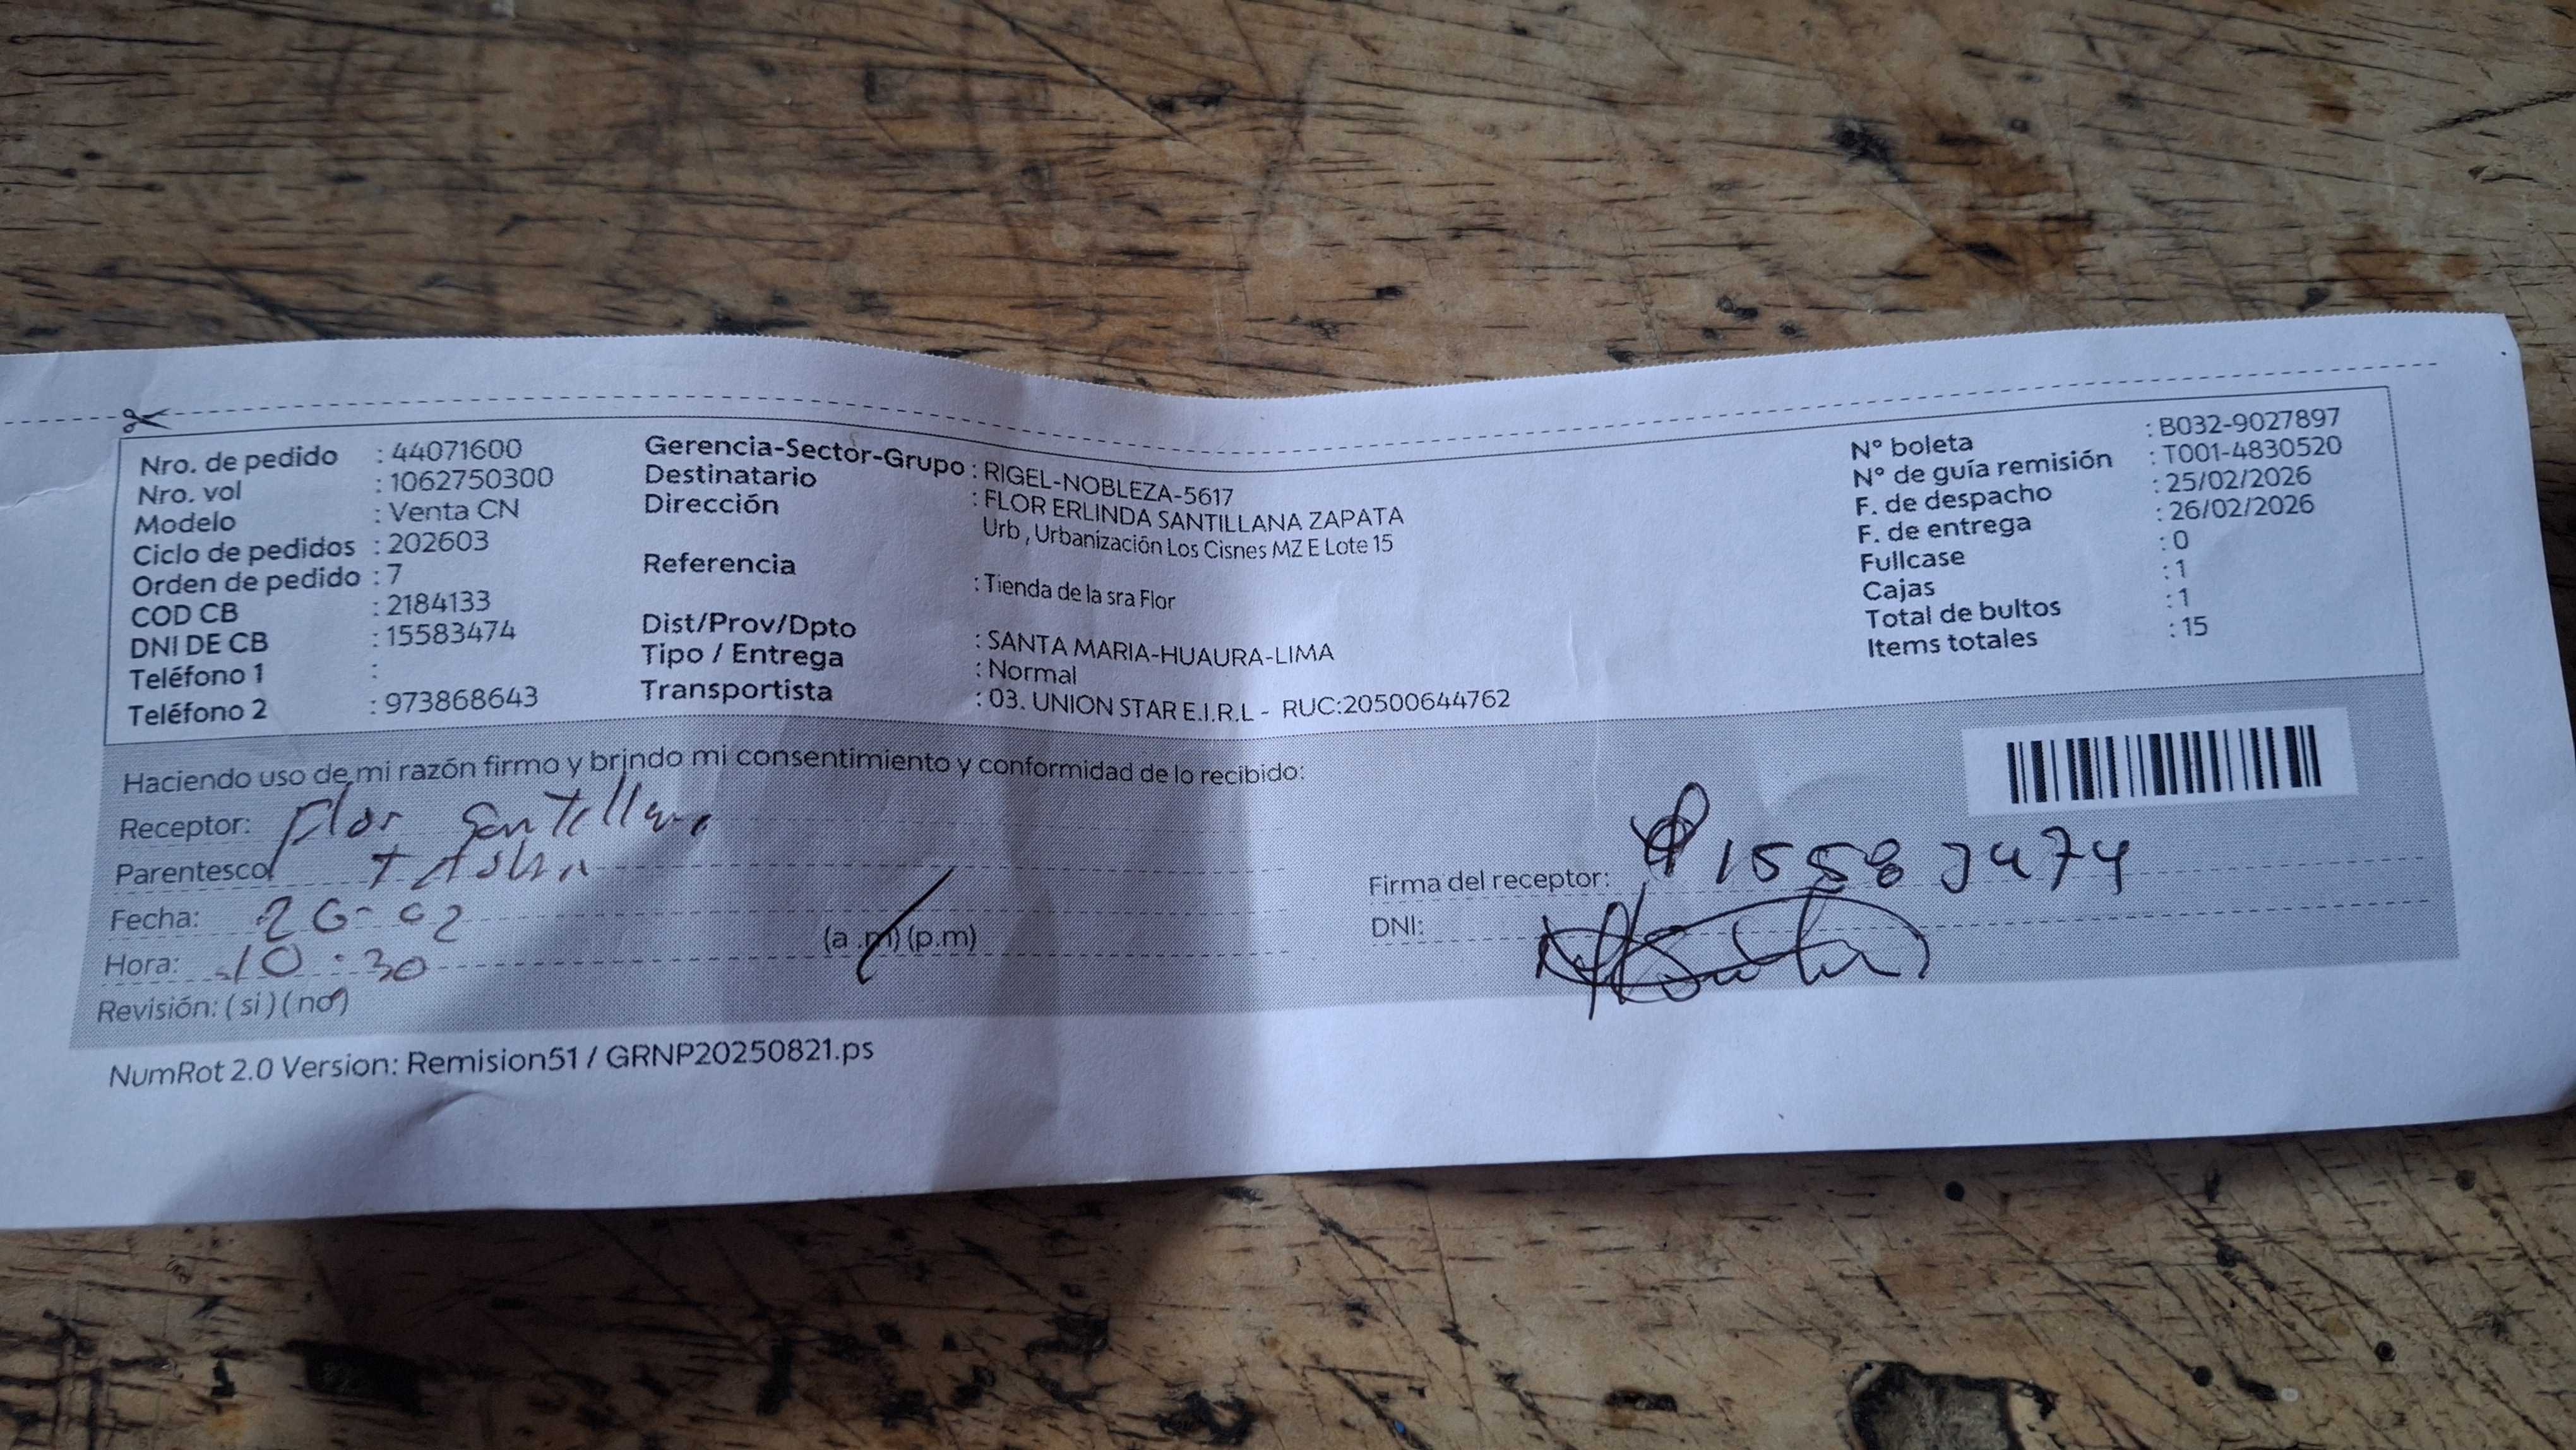 Nro. de pedido : 44071600
Nro. vol : 1062750300
Modelo : Venta CN
Ciclo de pedidos : 202603
Orden de pedido : 7
COD CB : 2184133
DNI DE CB : 15583474
Teléfono 1 :
Teléfono 2 : 973868643
Gerencia-Sector-Grupo : RIGEL-NOBLEZA-5617
Destinatario : FLOR ERLINDA SANTILLANA ZAPATA
Dirección Urb , Urbanización Los Cisnes MZ E Lote 15
Referencia : Tienda de la sra Flor
Dist/Prov/Dpto : SANTA MARIA-HUAURA-LIMA
Tipo / Entrega : Normal
Transportista : 03. UNION STAR E.I.R.L - RUC:20500644762
N° boleta : B032-9027897
N° de guía remisión : T001-4830520
F. de despacho : 25/02/2026
F. de entrega : 26/02/2026
Fullcase : 0
Cajas : 1
Total de bultos : 1
Items totales : 15
Haciendo uso de mi razón firmo y brindo mi consentimiento y conformidad de lo recibido:
Receptor: Flor Santillana
Parentesco
Fecha: 26-02
Hora: 10:30 (a.m) (p.m)
Revisión: (si) (no)
Firma del receptor: 15583474
DNI:
NumRot 2.0 Version: Remision51 / GRNP20250821.ps